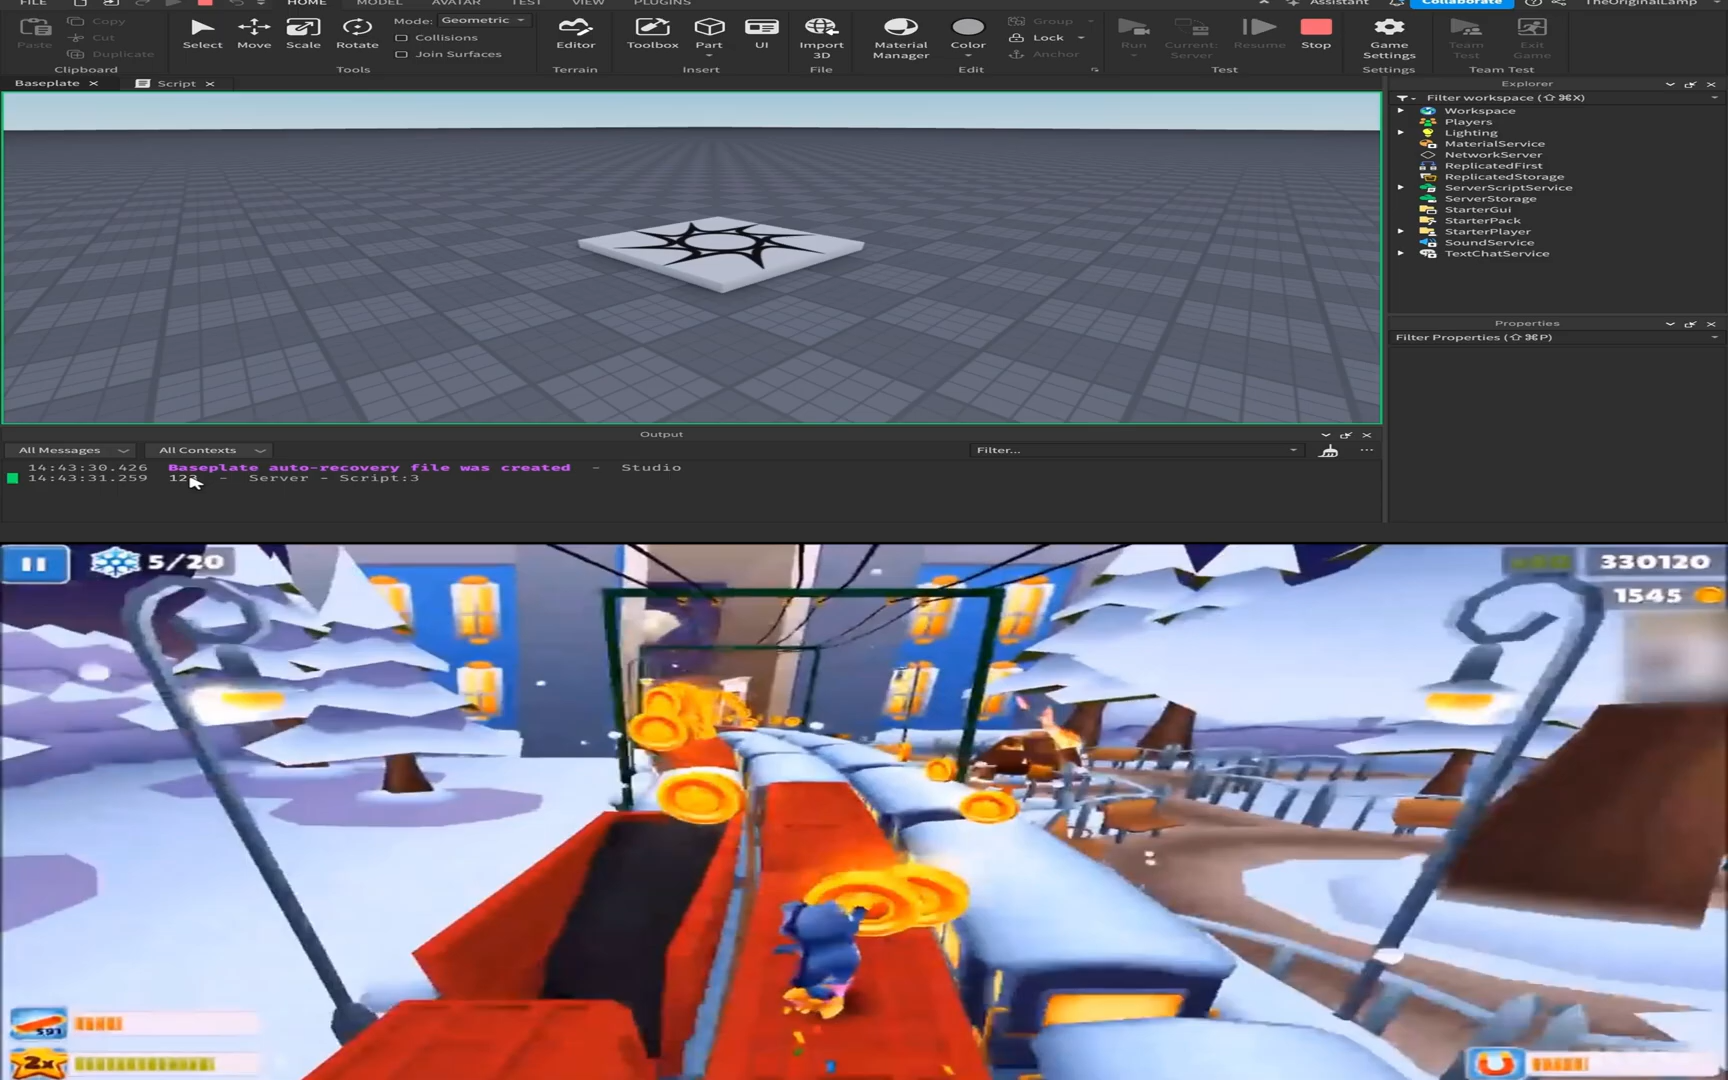 FILE HOME MODEL AVATAR TEST VIEW PLUGINS Assistant Collaborate TheOriginalLamp
Paste
Copy
Cut
Duplicate
Clipboard
Select
Move
Scale
Rotate
Mode: Geometric
Collisions
Join Surfaces
Tools
Editor
Terrain
Toolbox
Part
UI
Insert
Import
3D
File
Material
Manager
Color
Group
Lock
Anchor
Edit
Run
Current:
Server
Resume
Stop
Test
Game
Settings
Settings
Team
Test
Exit
Game
Team Test
Baseplate
Script
Explorer
Filter workspace (⇧⌘X)
Workspace
Players
Lighting
MaterialService
NetworkServer
ReplicatedFirst
ReplicatedStorage
ServerScriptService
ServerStorage
StarterGui
StarterPack
StarterPlayer
SoundService
TextChatService
Properties
Filter Properties (⇧⌘P)
Output
All Messages All Contexts Filter...
14:43:30.426 Baseplate auto-recovery file was created - Studio
14:43:31.259 - Server - Script:3
5/20
330120
1545
591
2x